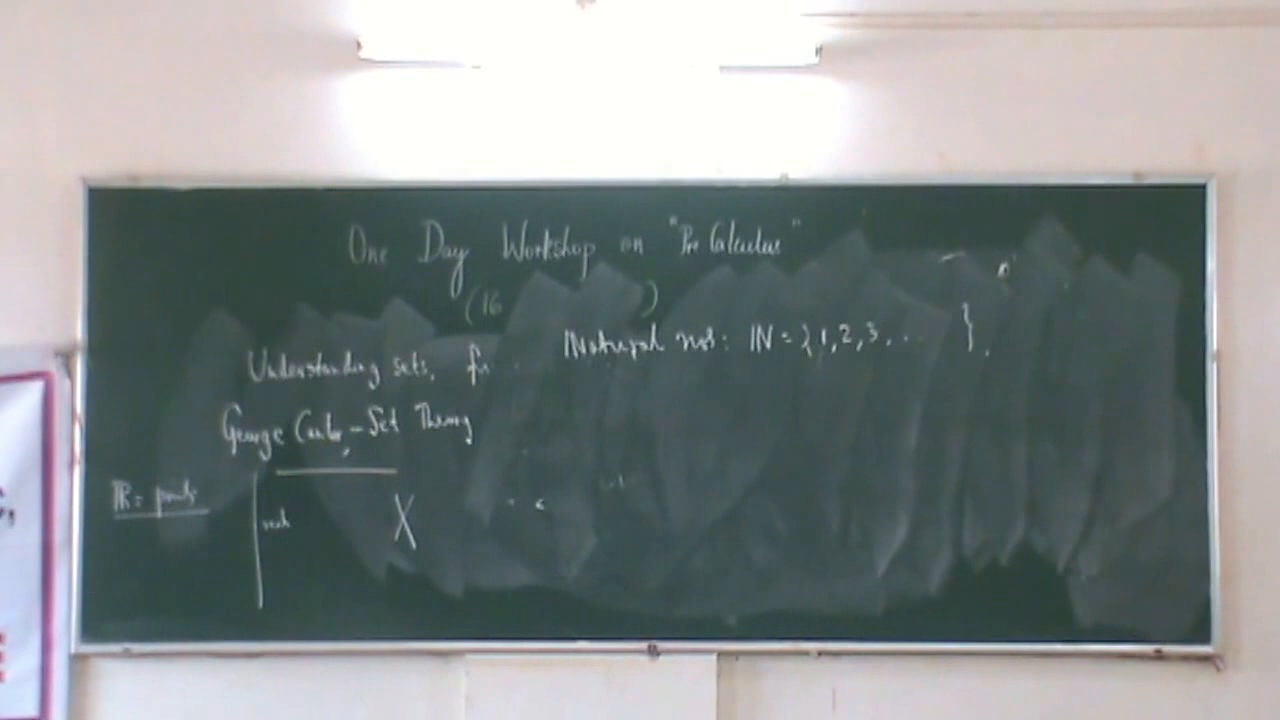 One Day Workshop on "Pre Calculus"
(16 )
Natural nos: ℕ = {1, 2, 3, ... }.
Understanding sets, fu
George Cantor - Set Theory
ℝ = points
X